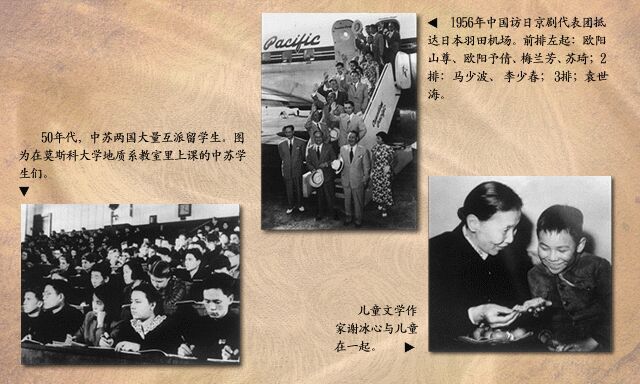 ◀ 1956年中国访日京剧代表团抵
达日本羽田机场。前排左起：欧阳
山尊、欧阳予倩、梅兰芳、苏琦；2
排：马少波、李少春；3排；袁世
海。
Pacific
50年代，中苏两国大量互派留学生。图
为在莫斯科大学地质系教室里上课的中苏学
生们。
▼
儿童文学作
家谢冰心与儿童
在一起。 ▶